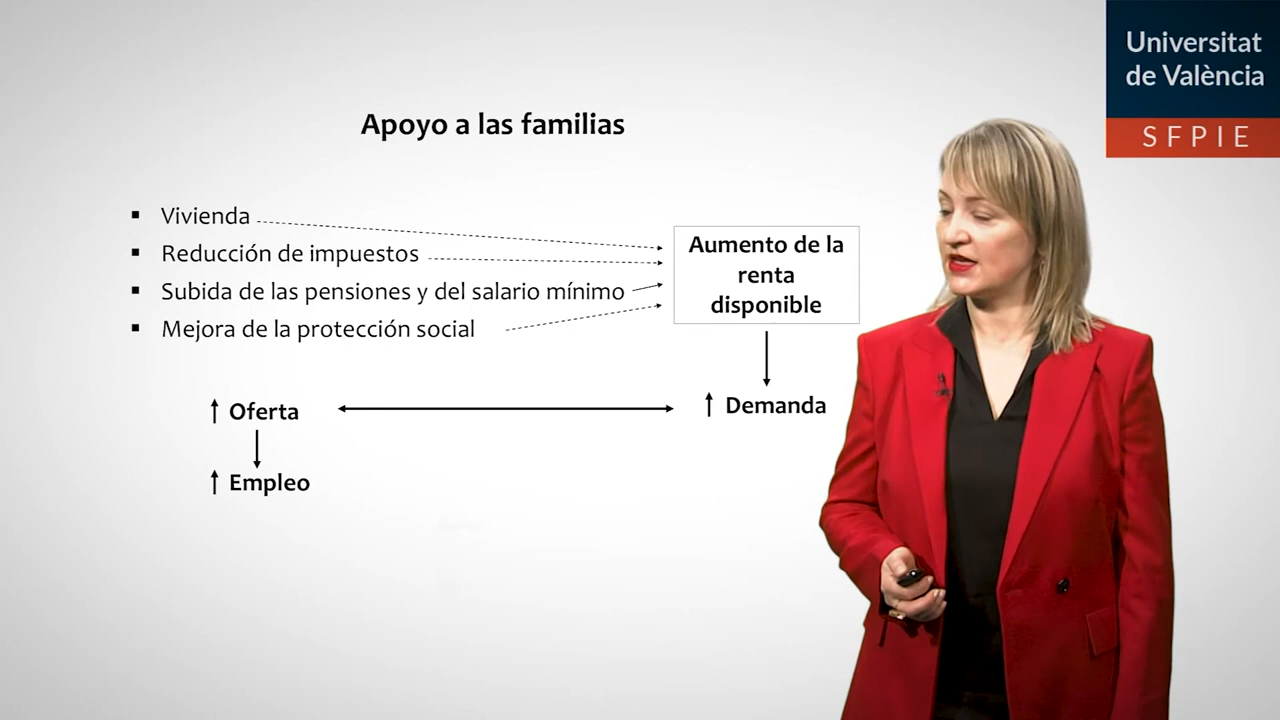 Universitat
de València
SFPIE
Apoyo a las familias
▪ Vivienda
▪ Reducción de impuestos
▪ Subida de las pensiones y del salario mínimo
▪ Mejora de la protección social
Aumento de la
renta
disponible
↑ Oferta
↑ Demanda
↑ Empleo